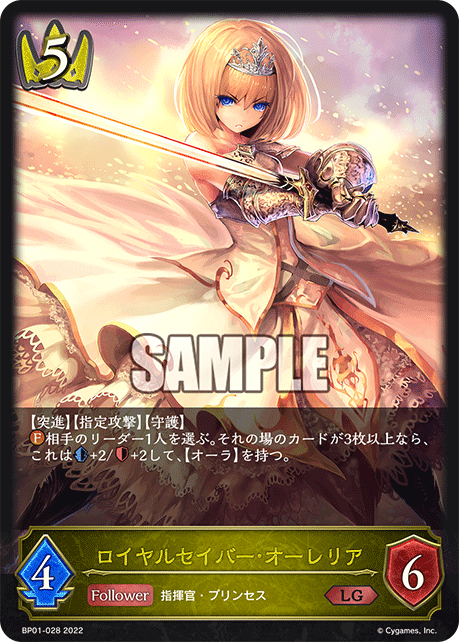 5
SAMPLE
【突進】【指定攻撃】【守護】
F 相手のリーダー1人を選ぶ。それの場のカードが3枚以上なら、
これは+2/+2して、【オーラ】を持つ。
ロイヤルセイバー・オーレリア
4
Follower 指揮官・プリンセス LG
6
BP01-028 2022
© Cygames, Inc.